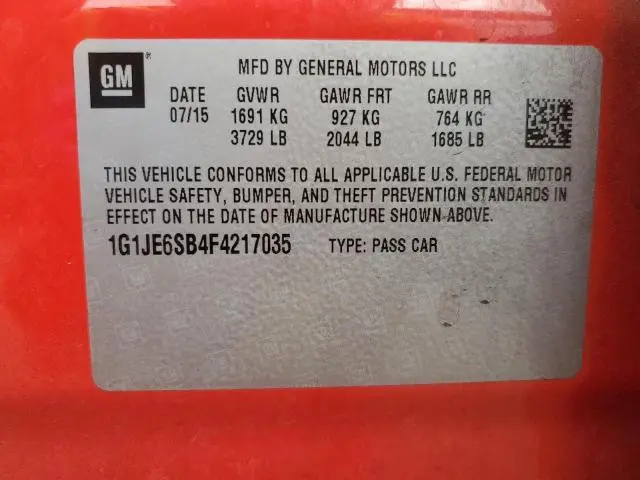 GM
MFD BY GENERAL MOTORS LLC
DATE GVWR GAWR FRT GAWR RR
07/15 1691 KG 927 KG 764 KG
3729 LB 2044 LB 1685 LB
THIS VEHICLE CONFORMS TO ALL APPLICABLE U.S. FEDERAL MOTOR
VEHICLE SAFETY, BUMPER, AND THEFT PREVENTION STANDARDS IN
EFFECT ON THE DATE OF MANUFACTURE SHOWN ABOVE.
1G1JE6SB4F4217035 TYPE: PASS CAR